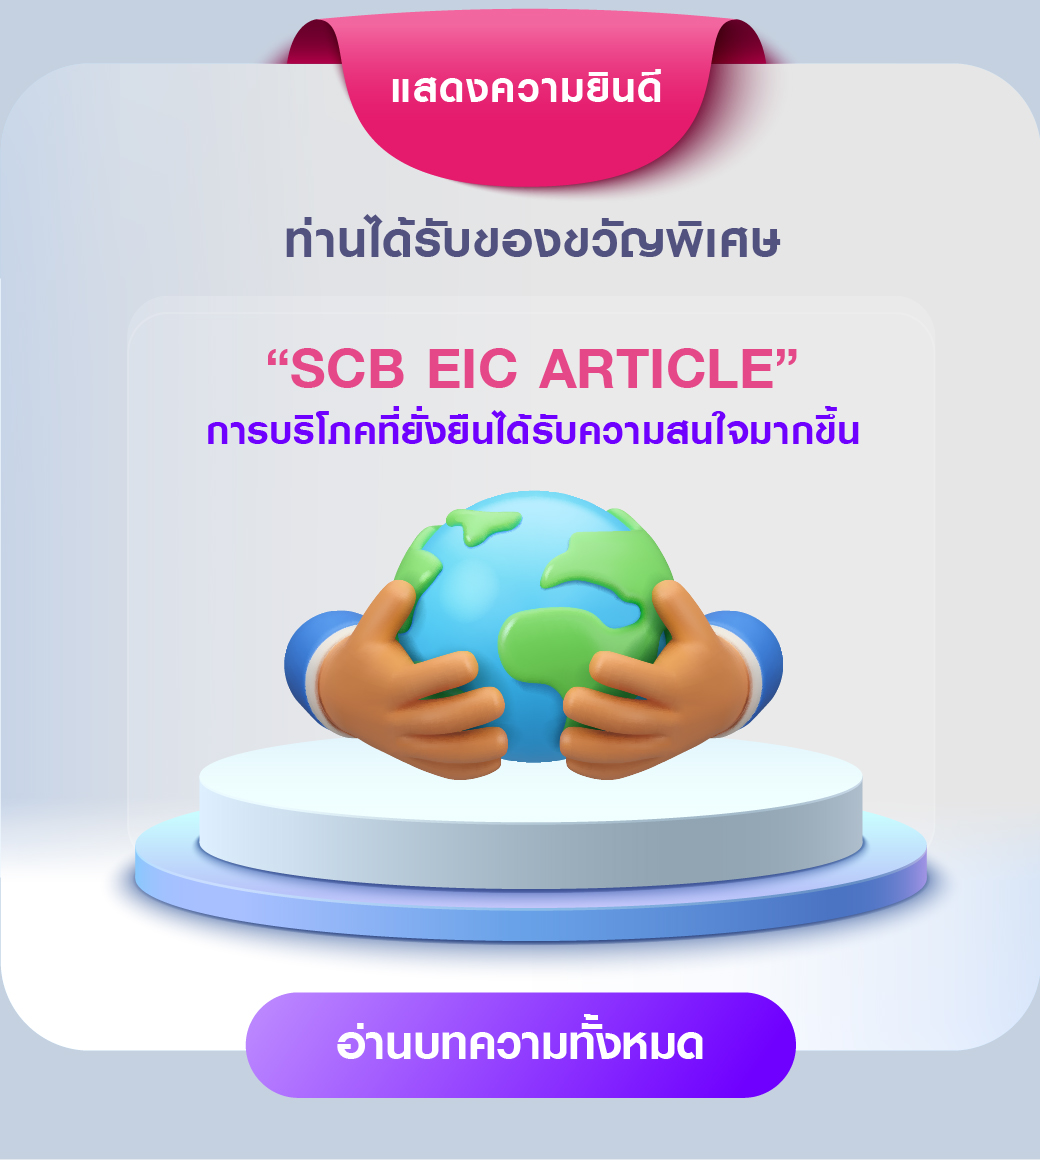 แสดงความยินดี
ท่านได้รับของขวัญพิเศษ
“SCB EIC ARTICLE”
การบริโภคที่ยั่งยืนได้รับความสนใจมากขึ้น
อ่านบทความทั้งหมด